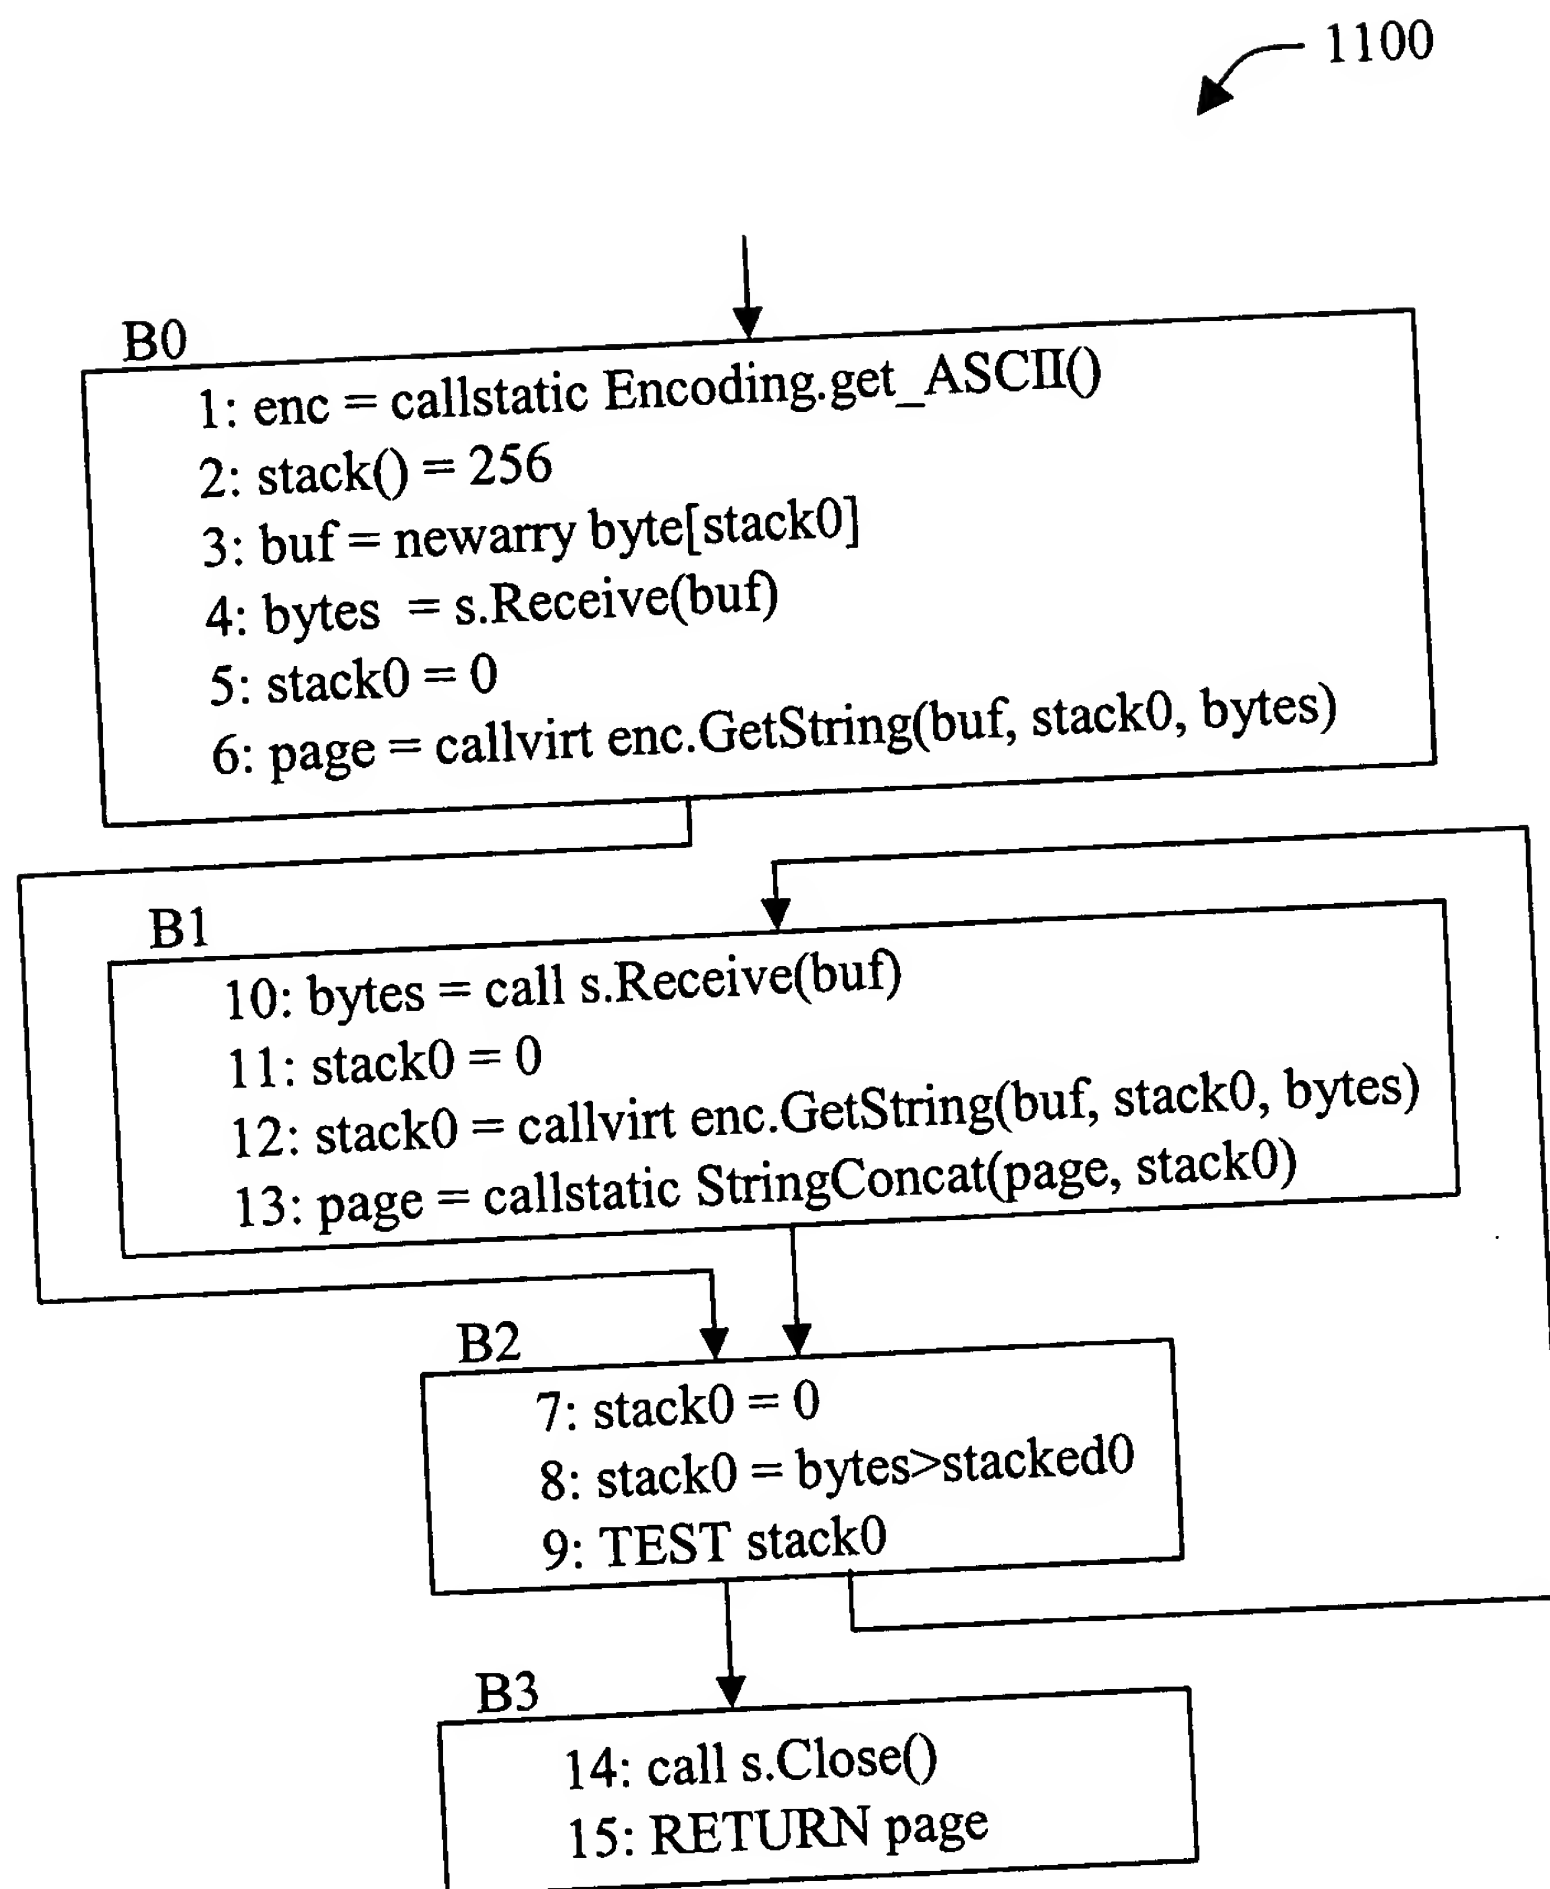 1100
B0
1: enc = callstatic Encoding.get_ASCII()
2: stack() = 256
3: buf = newarry byte[stack0]
4: bytes = s.Receive(buf)
5: stack0 = 0
6: page = callvirt enc.GetString(buf, stack0, bytes)
B1
10: bytes = call s.Receive(buf)
11: stack0 = 0
12: stack0 = callvirt enc.GetString(buf, stack0, bytes)
13: page = callstatic StringConcat(page, stack0)
B2
7: stack0 = 0
8: stack0 = bytes>stacked0
9: TEST stack0
B3
14: call s.Close()
15: RETURN page